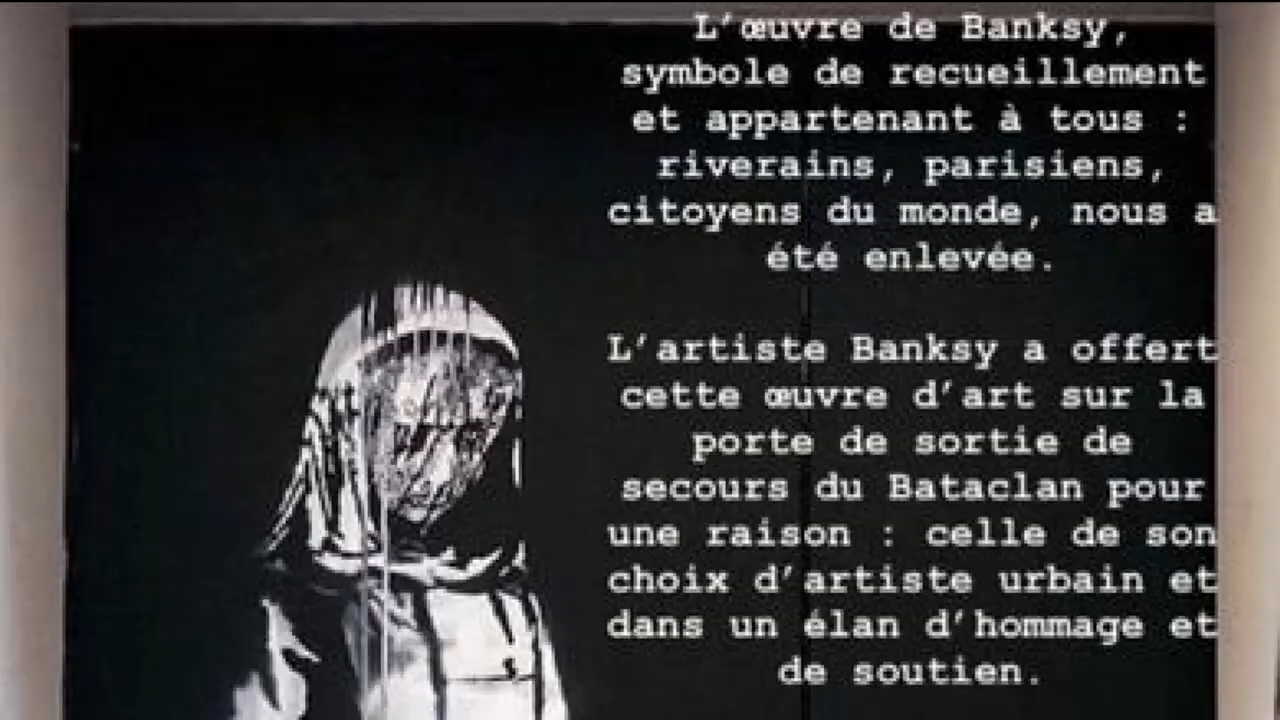 L'œuvre de Banksy,
symbole de recueillement
et appartenant à tous :
riverains, parisiens,
citoyens du monde, nous a
été enlevée.
L'artiste Banksy a offert
cette œuvre d'art sur la
porte de sortie de
secours du Bataclan pour
une raison : celle de son
choix d'artiste urbain et
dans un élan d'hommage et
de soutien.